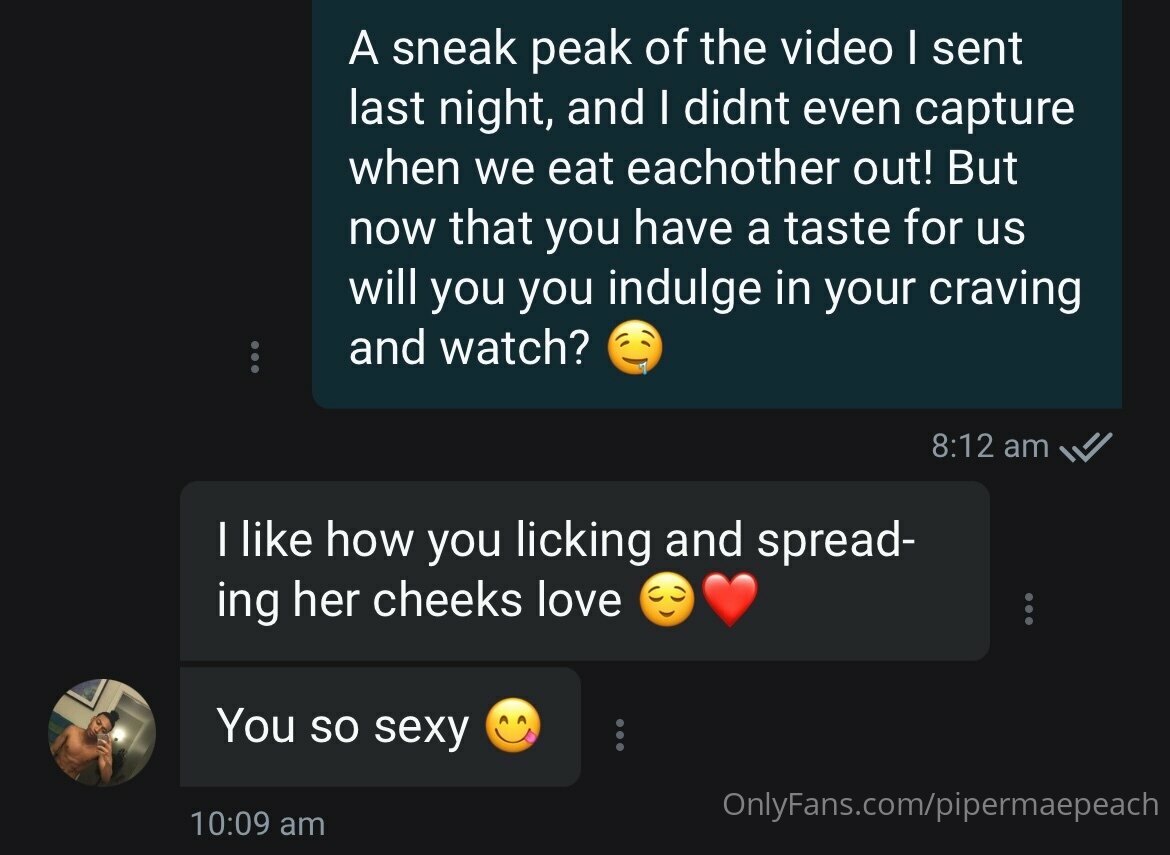 A sneak peak of the video I sent
last night, and I didnt even capture
when we eat eachother out! But
now that you have a taste for us
will you you indulge in your craving
and watch? 🤤
8:12 am
I like how you licking and spread-
ing her cheeks love 😌❤️
You so sexy 😋
10:09 am
OnlyFans.com/pipermaepeach